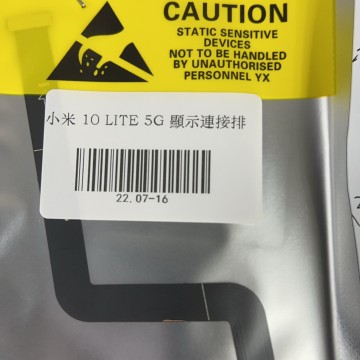 CAUTION
STATIC SENSITIVE
DEVICES
NOT TO BE HANDLED
BY UNAUTHORISED
PERSONNEL YX
小米 10 LITE 5G 顯示連接排
22.07-16